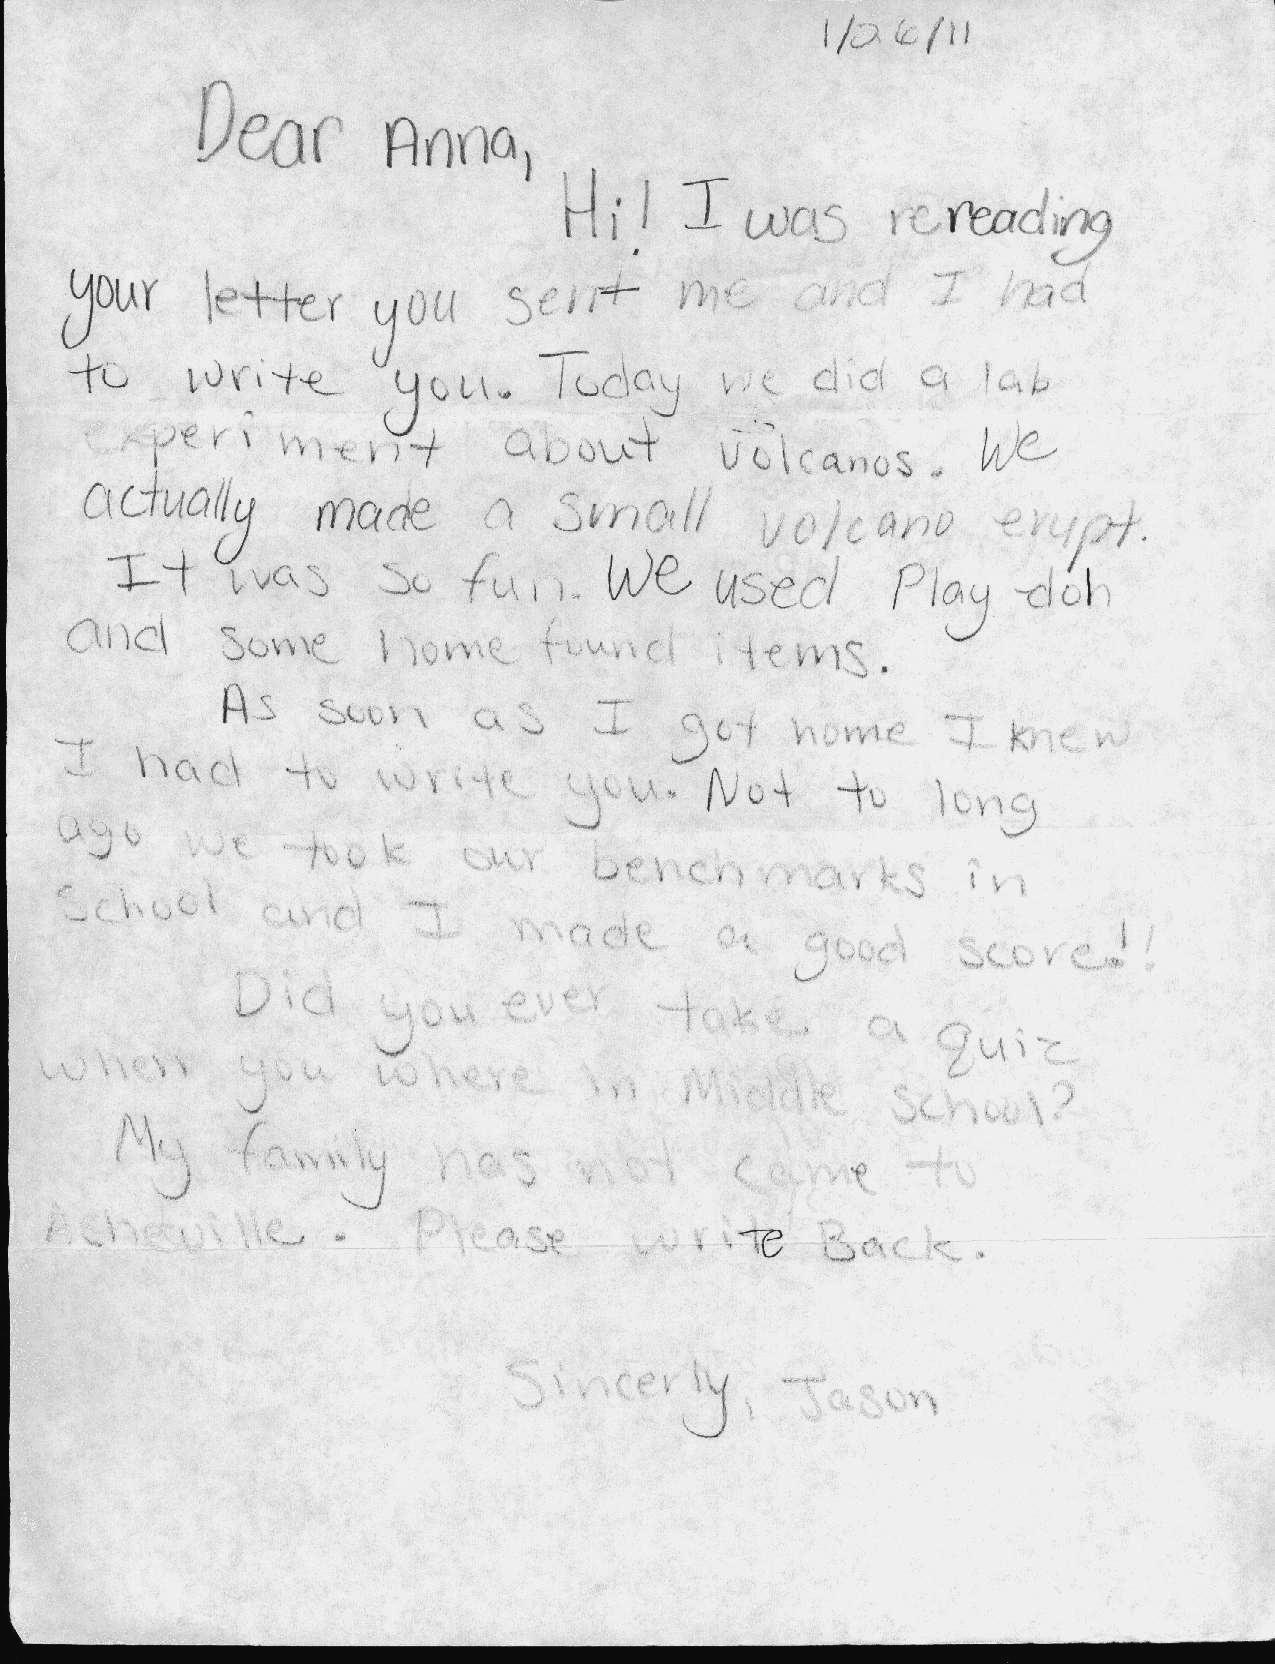 1/26/11
Dear Anna,
Hi! I was rereading
your letter you sent me and I had
to write you. Today we did a lab
experiment about volcanos. We
actually made a small volcano erupt.
It was so fun. We used Play-doh
and some home found items.
As soon as I got home I knew
I had to write you. Not to long
ago we took our benchmarks in
School and I made a good score!!
Did you ever take a quiz
when you where in Middle School?
My family has not came to
Asheville. Please write Back.
Sincerly, Jason